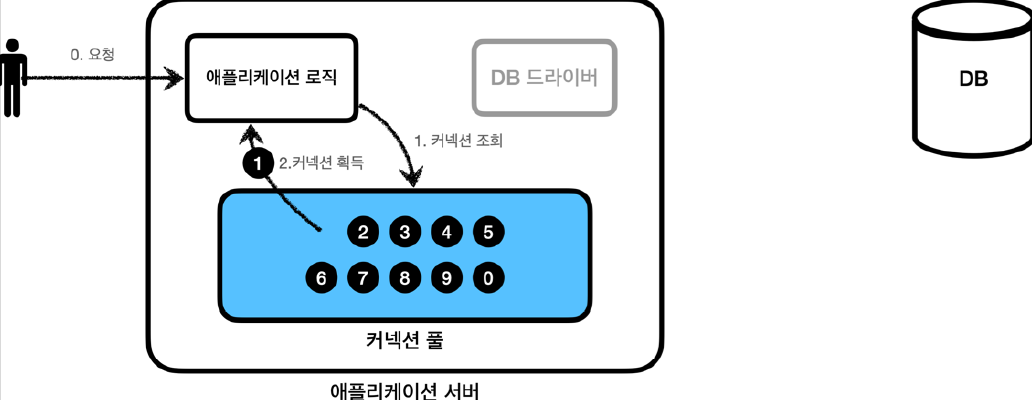 0. 요청
애플리케이션 로직
DB 드라이버
DB
1. 커넥션 조회
1
2.커넥션 획득
2 3 4 5
6 7 8 9 0
커넥션 풀
애플리케이션 서버